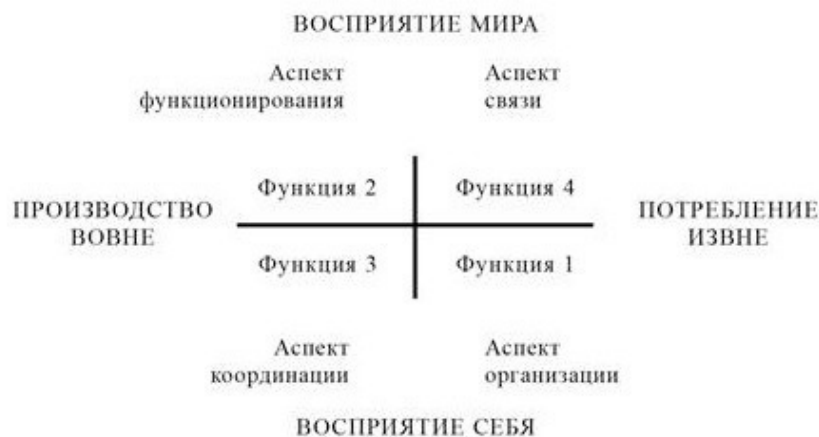 ВОСПРИЯТИЕ МИРА
Аспект
функционирования
Аспект
связи
Функция 2
Функция 4
ПРОИЗВОДСТВО
ВОВНЕ
ПОТРЕБЛЕНИЕ
ИЗВНЕ
Функция 3
Функция 1
Аспект
координации
Аспект
организации
ВОСПРИЯТИЕ СЕБЯ